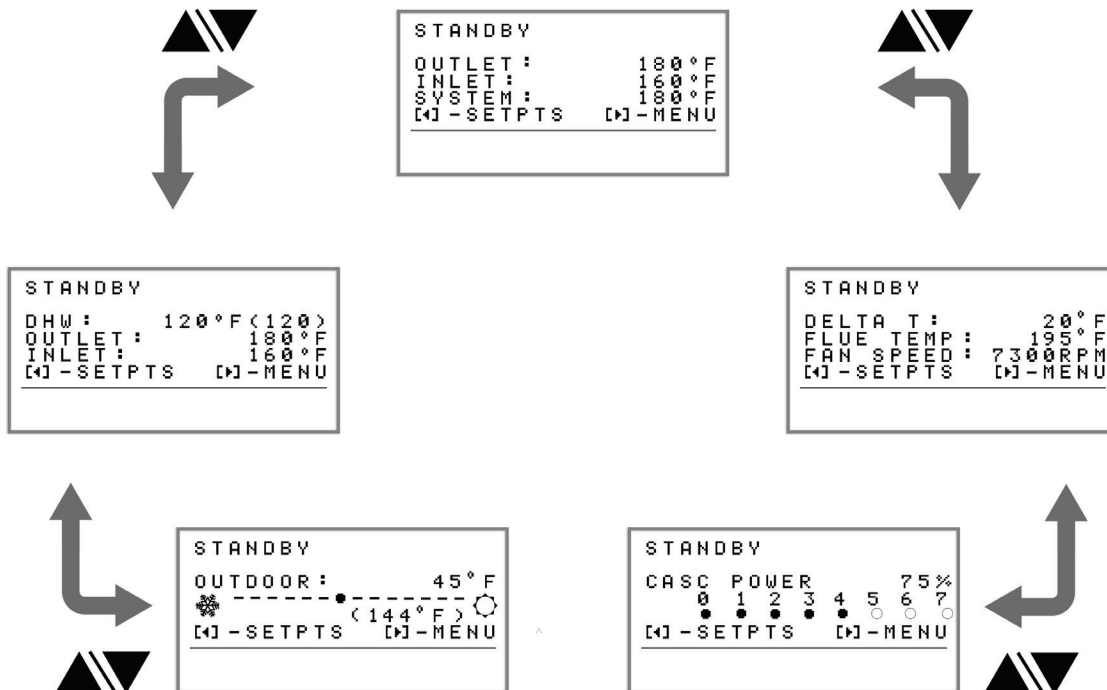 STANDBY
OUTLET: 180°F
INLET: 160°F
SYSTEM: 180°F
[◂]-SETPTS [▸]-MENU
STANDBY
DHW: 120°F(120)
OUTLET: 180°F
INLET: 160°F
[◂]-SETPTS [▸]-MENU
STANDBY
DELTA T: 20°F
FLUE TEMP: 195°F
FAN SPEED: 7300RPM
[◂]-SETPTS [▸]-MENU
STANDBY
OUTDOOR: 45°F
(144°F)
[◂]-SETPTS [▸]-MENU
STANDBY
CASC POWER 75%
0 1 2 3 4 5 6 7
[◂]-SETPTS [▸]-MENU